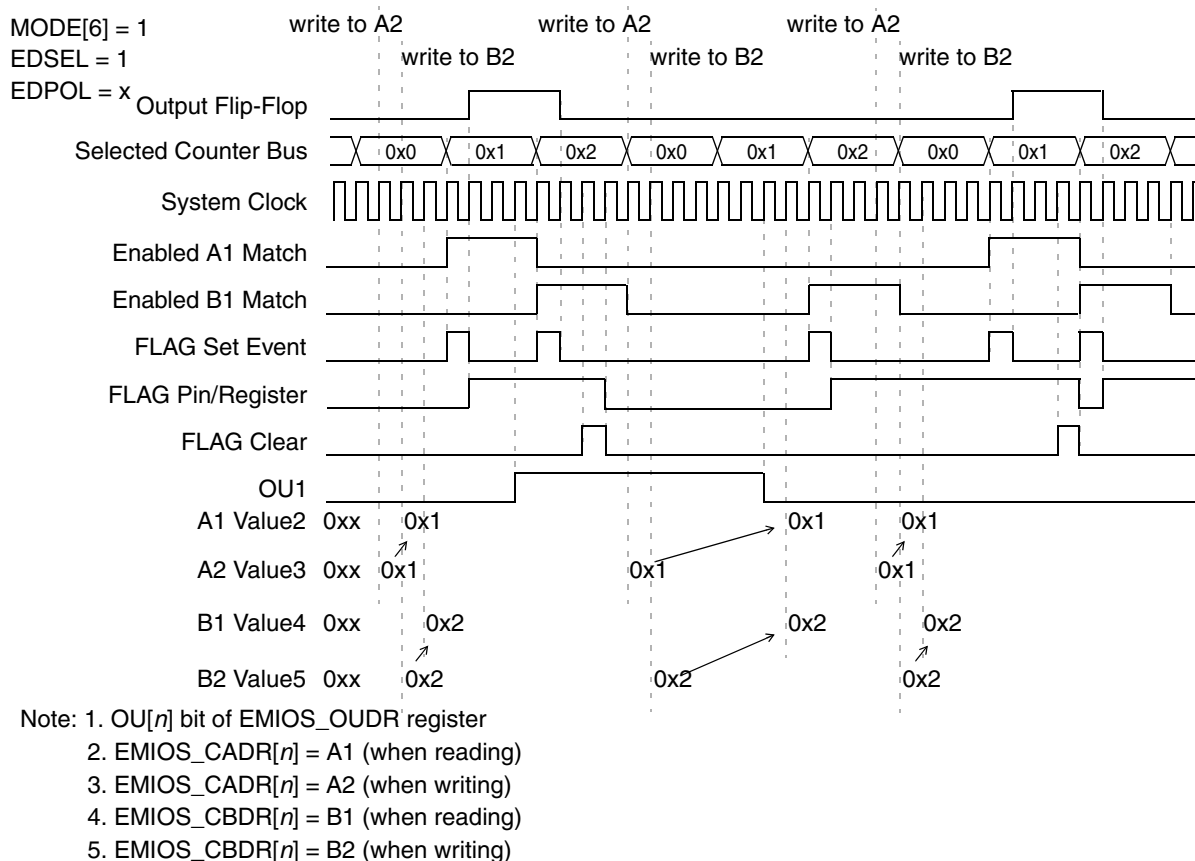 MODE[6] = 1
EDSEL = 1
EDPOL = x
write to A2 write to A2 write to A2
write to B2 write to B2 write to B2
Output Flip-Flop
Selected Counter Bus 0x0 0x1 0x2 0x0 0x1 0x2 0x0 0x1 0x2
System Clock
Enabled A1 Match
Enabled B1 Match
FLAG Set Event
FLAG Pin/Register
FLAG Clear
OU1
A1 Value2 0xx 0x1 0x1 0x1
A2 Value3 0xx 0x1 0x1 0x1
B1 Value4 0xx 0x2 0x2 0x2
B2 Value5 0xx 0x2 0x2 0x2
Note: 1. OU[n] bit of EMIOS_OUDR register
2. EMIOS_CADR[n] = A1 (when reading)
3. EMIOS_CADR[n] = A2 (when writing)
4. EMIOS_CBDR[n] = B1 (when reading)
5. EMIOS_CBDR[n] = B2 (when writing)